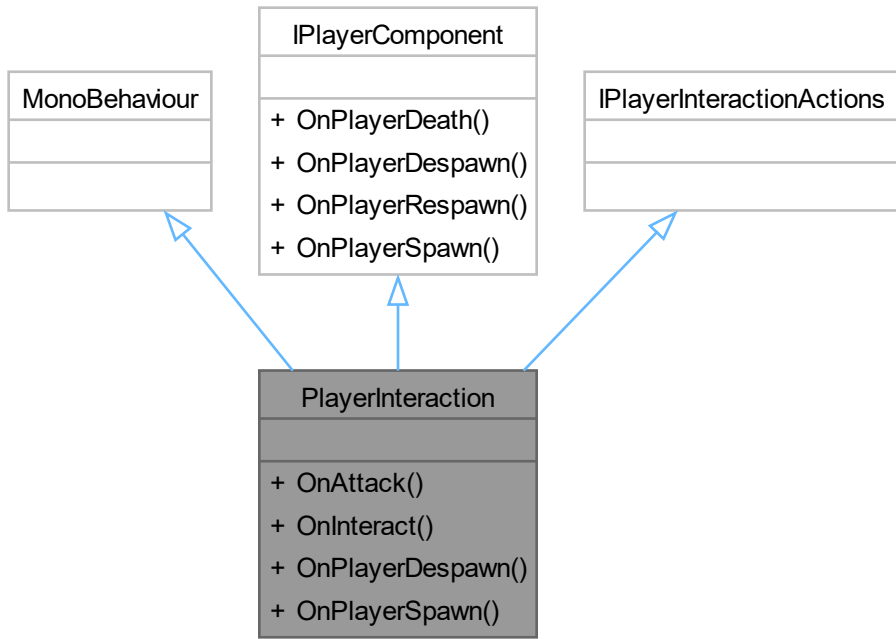 IPlayerComponent
+ OnPlayerDeath()
+ OnPlayerDespawn()
+ OnPlayerRespawn()
+ OnPlayerSpawn()
MonoBehaviour
IPlayerInteractionActions
PlayerInteraction
+ OnAttack()
+ OnInteract()
+ OnPlayerDespawn()
+ OnPlayerSpawn()